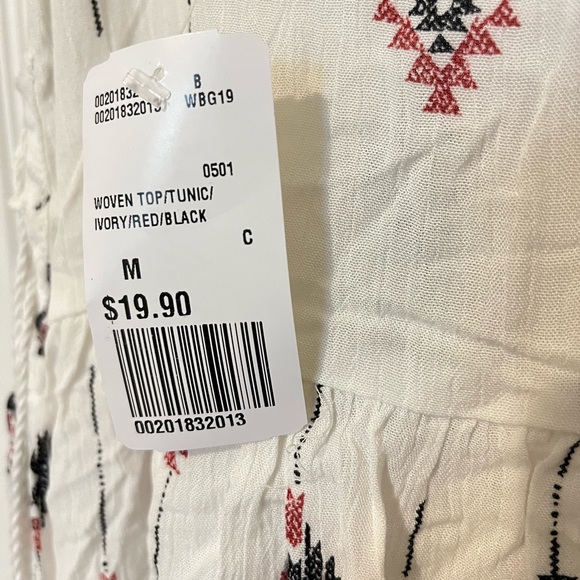 B
00201832
0020183201 WBG19
0501
WOVEN TOP/TUNIC/
IVORY/RED/BLACK
C
M
$19.90
00201832013